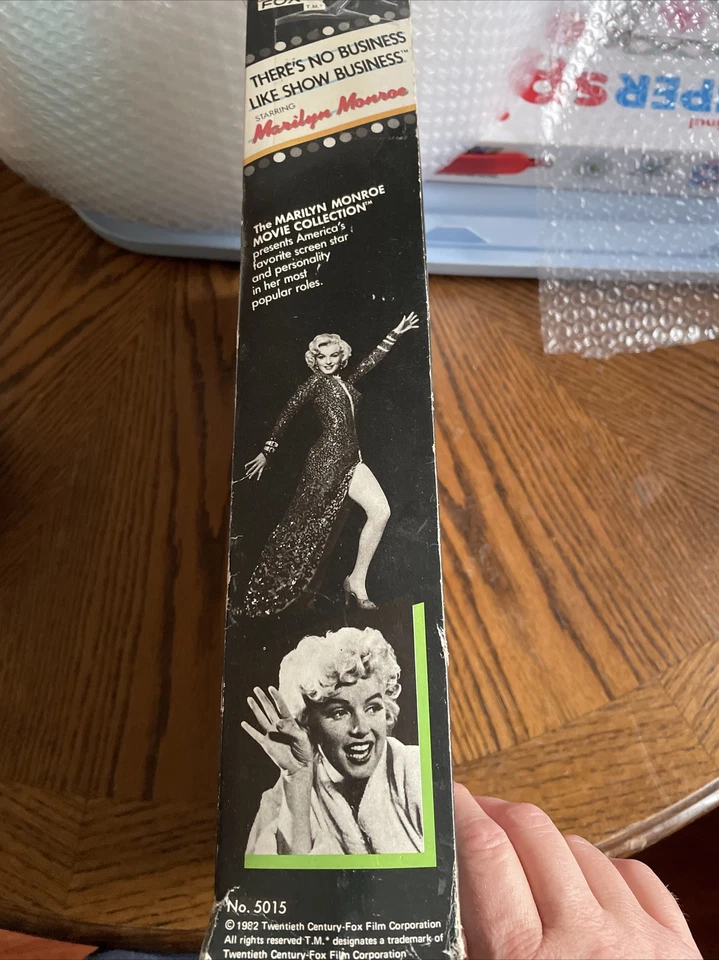 FOX
T.M.*
THERE'S NO BUSINESS
LIKE SHOW BUSINESS™
STARRING
Marilyn Monroe
The MARILYN MONROE
MOVIE COLLECTION™
presents America's
favorite screen star
and personality
in her most
popular roles.
No. 5015
©1982 Twentieth Century-Fox Film Corporation
All rights reserved T.M.* designates a trademark of
Twentieth Century-Fox Film Corporation